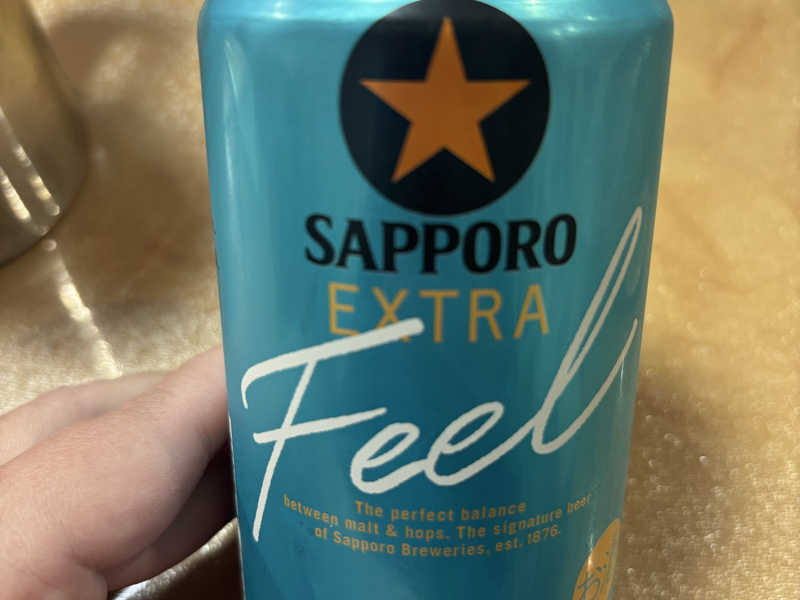 SAPPORO
EXTRA
Feel
The perfect balance
between malt & hops. The signature beer
of Sapporo Breweries, est. 1876.